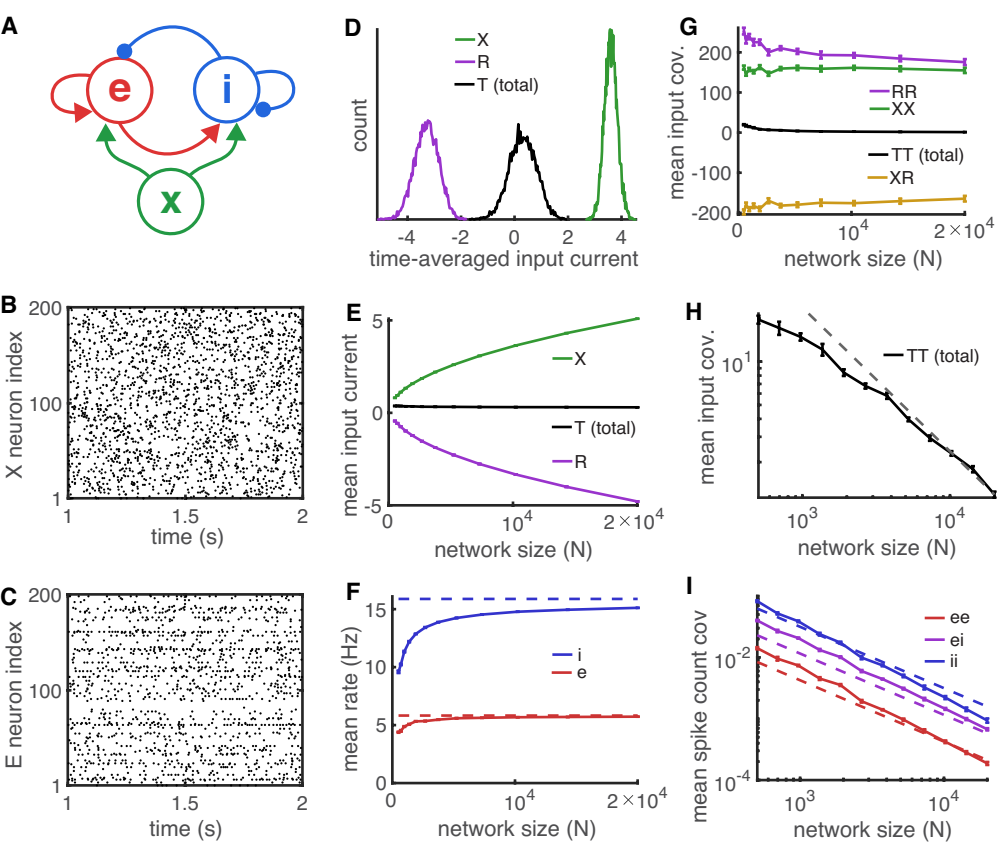 A
e
i
x
B
X neuron index
200
100
1
1
1.5
2
time (s)
C
E neuron index
200
100
1
1
1.5
2
time (s)
D
count
X
R
T (total)
-4
-2
0
2
4
time-averaged input current
E
mean input current
5
0
-5
X
T (total)
R
0
10^4
2×10^4
network size (N)
F
mean rate (Hz)
15
10
5
0
i
e
0
10^4
2×10^4
network size (N)
G
mean input cov.
200
100
0
-100
-200
RR
XX
TT (total)
XR
0
10^4
2×10^4
network size (N)
H
mean input cov.
10^1
TT (total)
10^3
10^4
network size (N)
I
mean spike count cov
10^-2
10^-4
ee
ei
ii
10^3
10^4
network size (N)